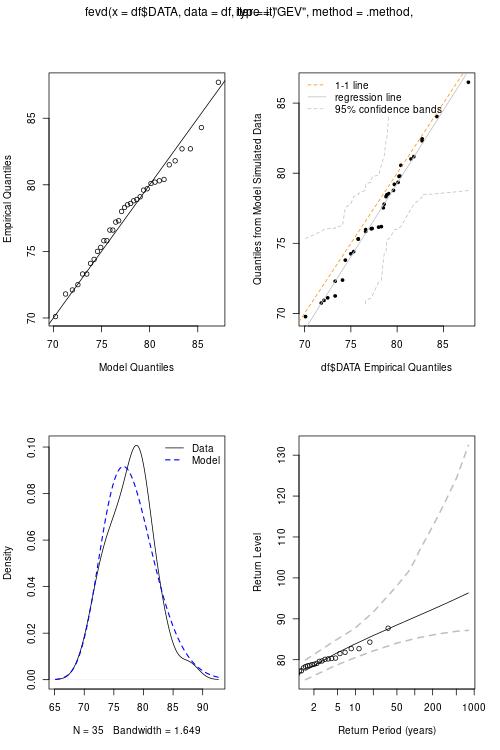 fevd(x = df$DATA, data = df, type = "GEV", method = .method,
85
80
75
70
Empirical Quantiles
70 75 80 85
Model Quantiles
1-1 line
regression line
95% confidence bands
85
80
75
70
Quantiles from Model Simulated Data
70 75 80 85
df$DATA Empirical Quantiles
Data
Model
0.10
0.08
0.06
0.04
0.02
0.00
Density
65 70 75 80 85 90
N = 35 Bandwidth = 1.649
130
120
110
100
90
80
Return Level
2 5 10 50 200 1000
Return Period (years)